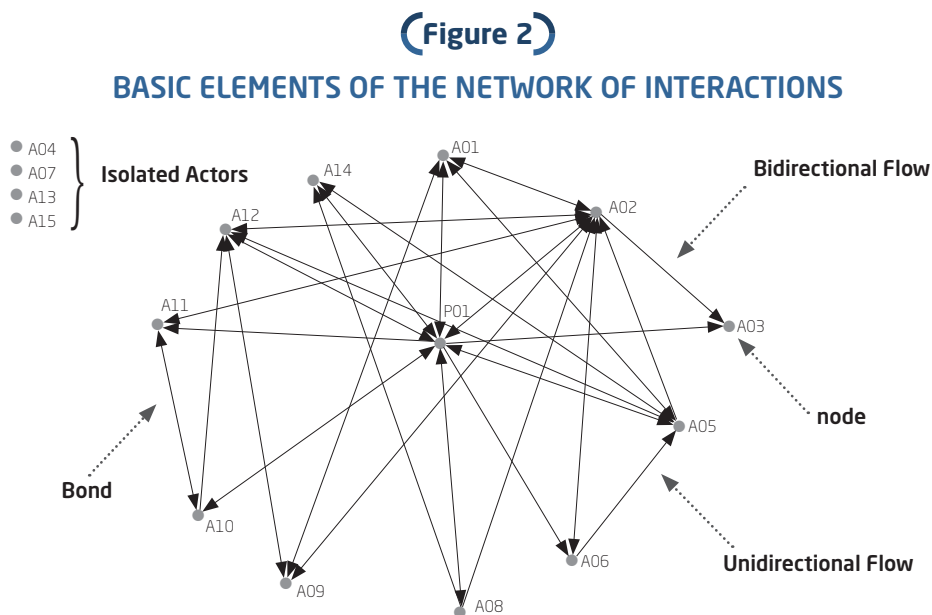 Figure 2
BASIC ELEMENTS OF THE NETWORK OF INTERACTIONS
A04
A07
A13
A15
Isolated Actors
A14
A01
Bidirectional Flow
A12
A02
A11
P01
A03
node
A05
Bond
A10
A06
Unidirectional Flow
A09
A08